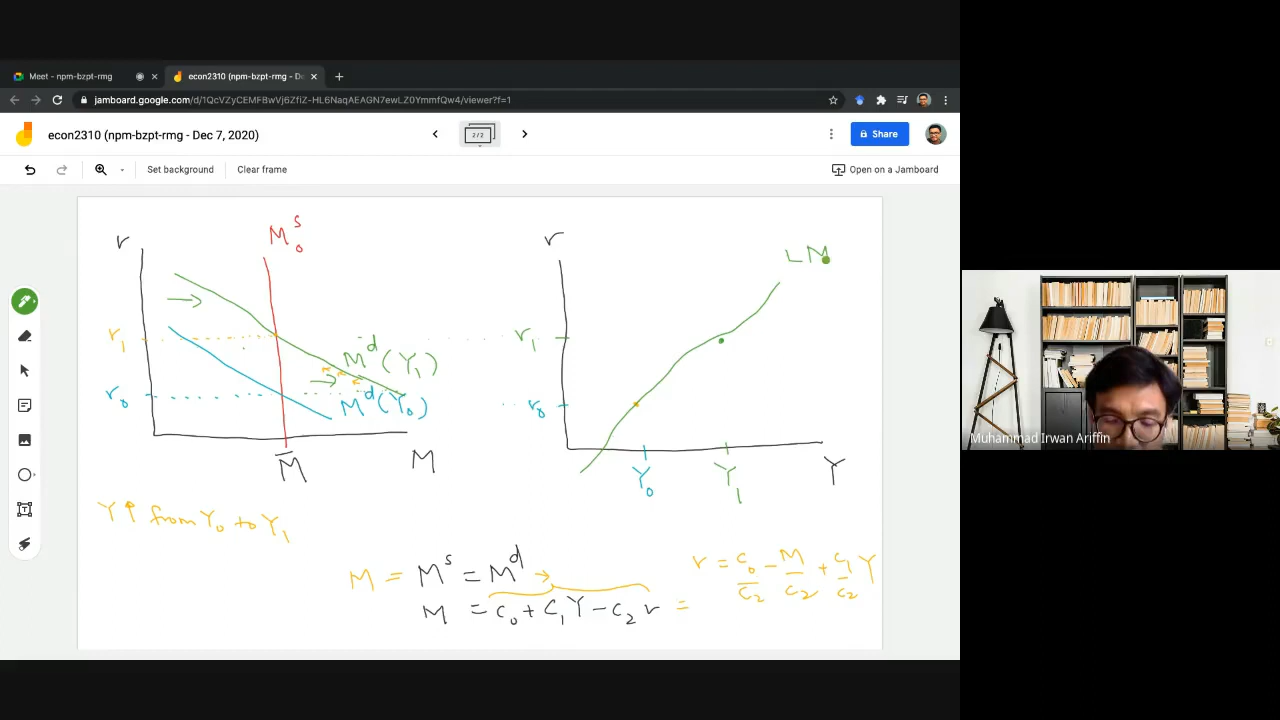 Meet - npm-bzpt-rmg
econ2310 (npm-bzpt-rmg - De
jamboard.google.com/d/1QcVZyCEMFBwVj6ZfiZ-HL6NaqAEAGN7ewLZ0YmmfQw4/viewer?f=1
econ2310 (npm-bzpt-rmg - Dec 7, 2020)
2/2
Share
Set background
Clear frame
Open on a Jamboard
r
M₀ˢ
r₁
Mᵈ(Y₁)
r₀
Mᵈ(Y₀)
M̅
M
r
LM
r₁
r₀
Y₀
Y₁
Y
Y↑ from Y₀ to Y₁
M = Mˢ = Mᵈ →
M = c₀ + c₁Y - c₂r =
r = c₀/c₂ - M/c₂ + c₁/c₂ Y
Muhammad Irwan Ariffin